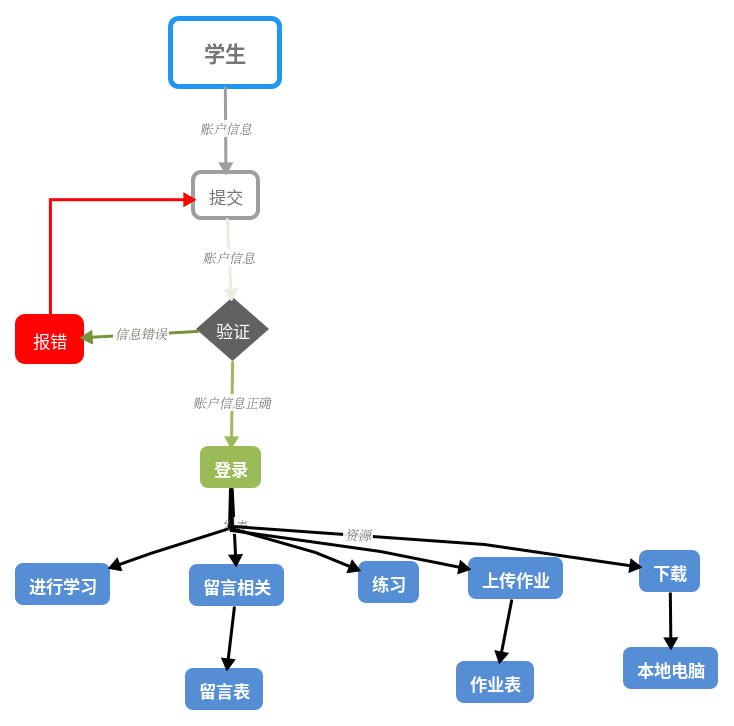 学生
账户信息
提交
账户信息
验证
信息错误
报错
账户信息正确
登录
资源
进行学习
留言相关
练习
上传作业
下载
留言表
作业表
本地电脑